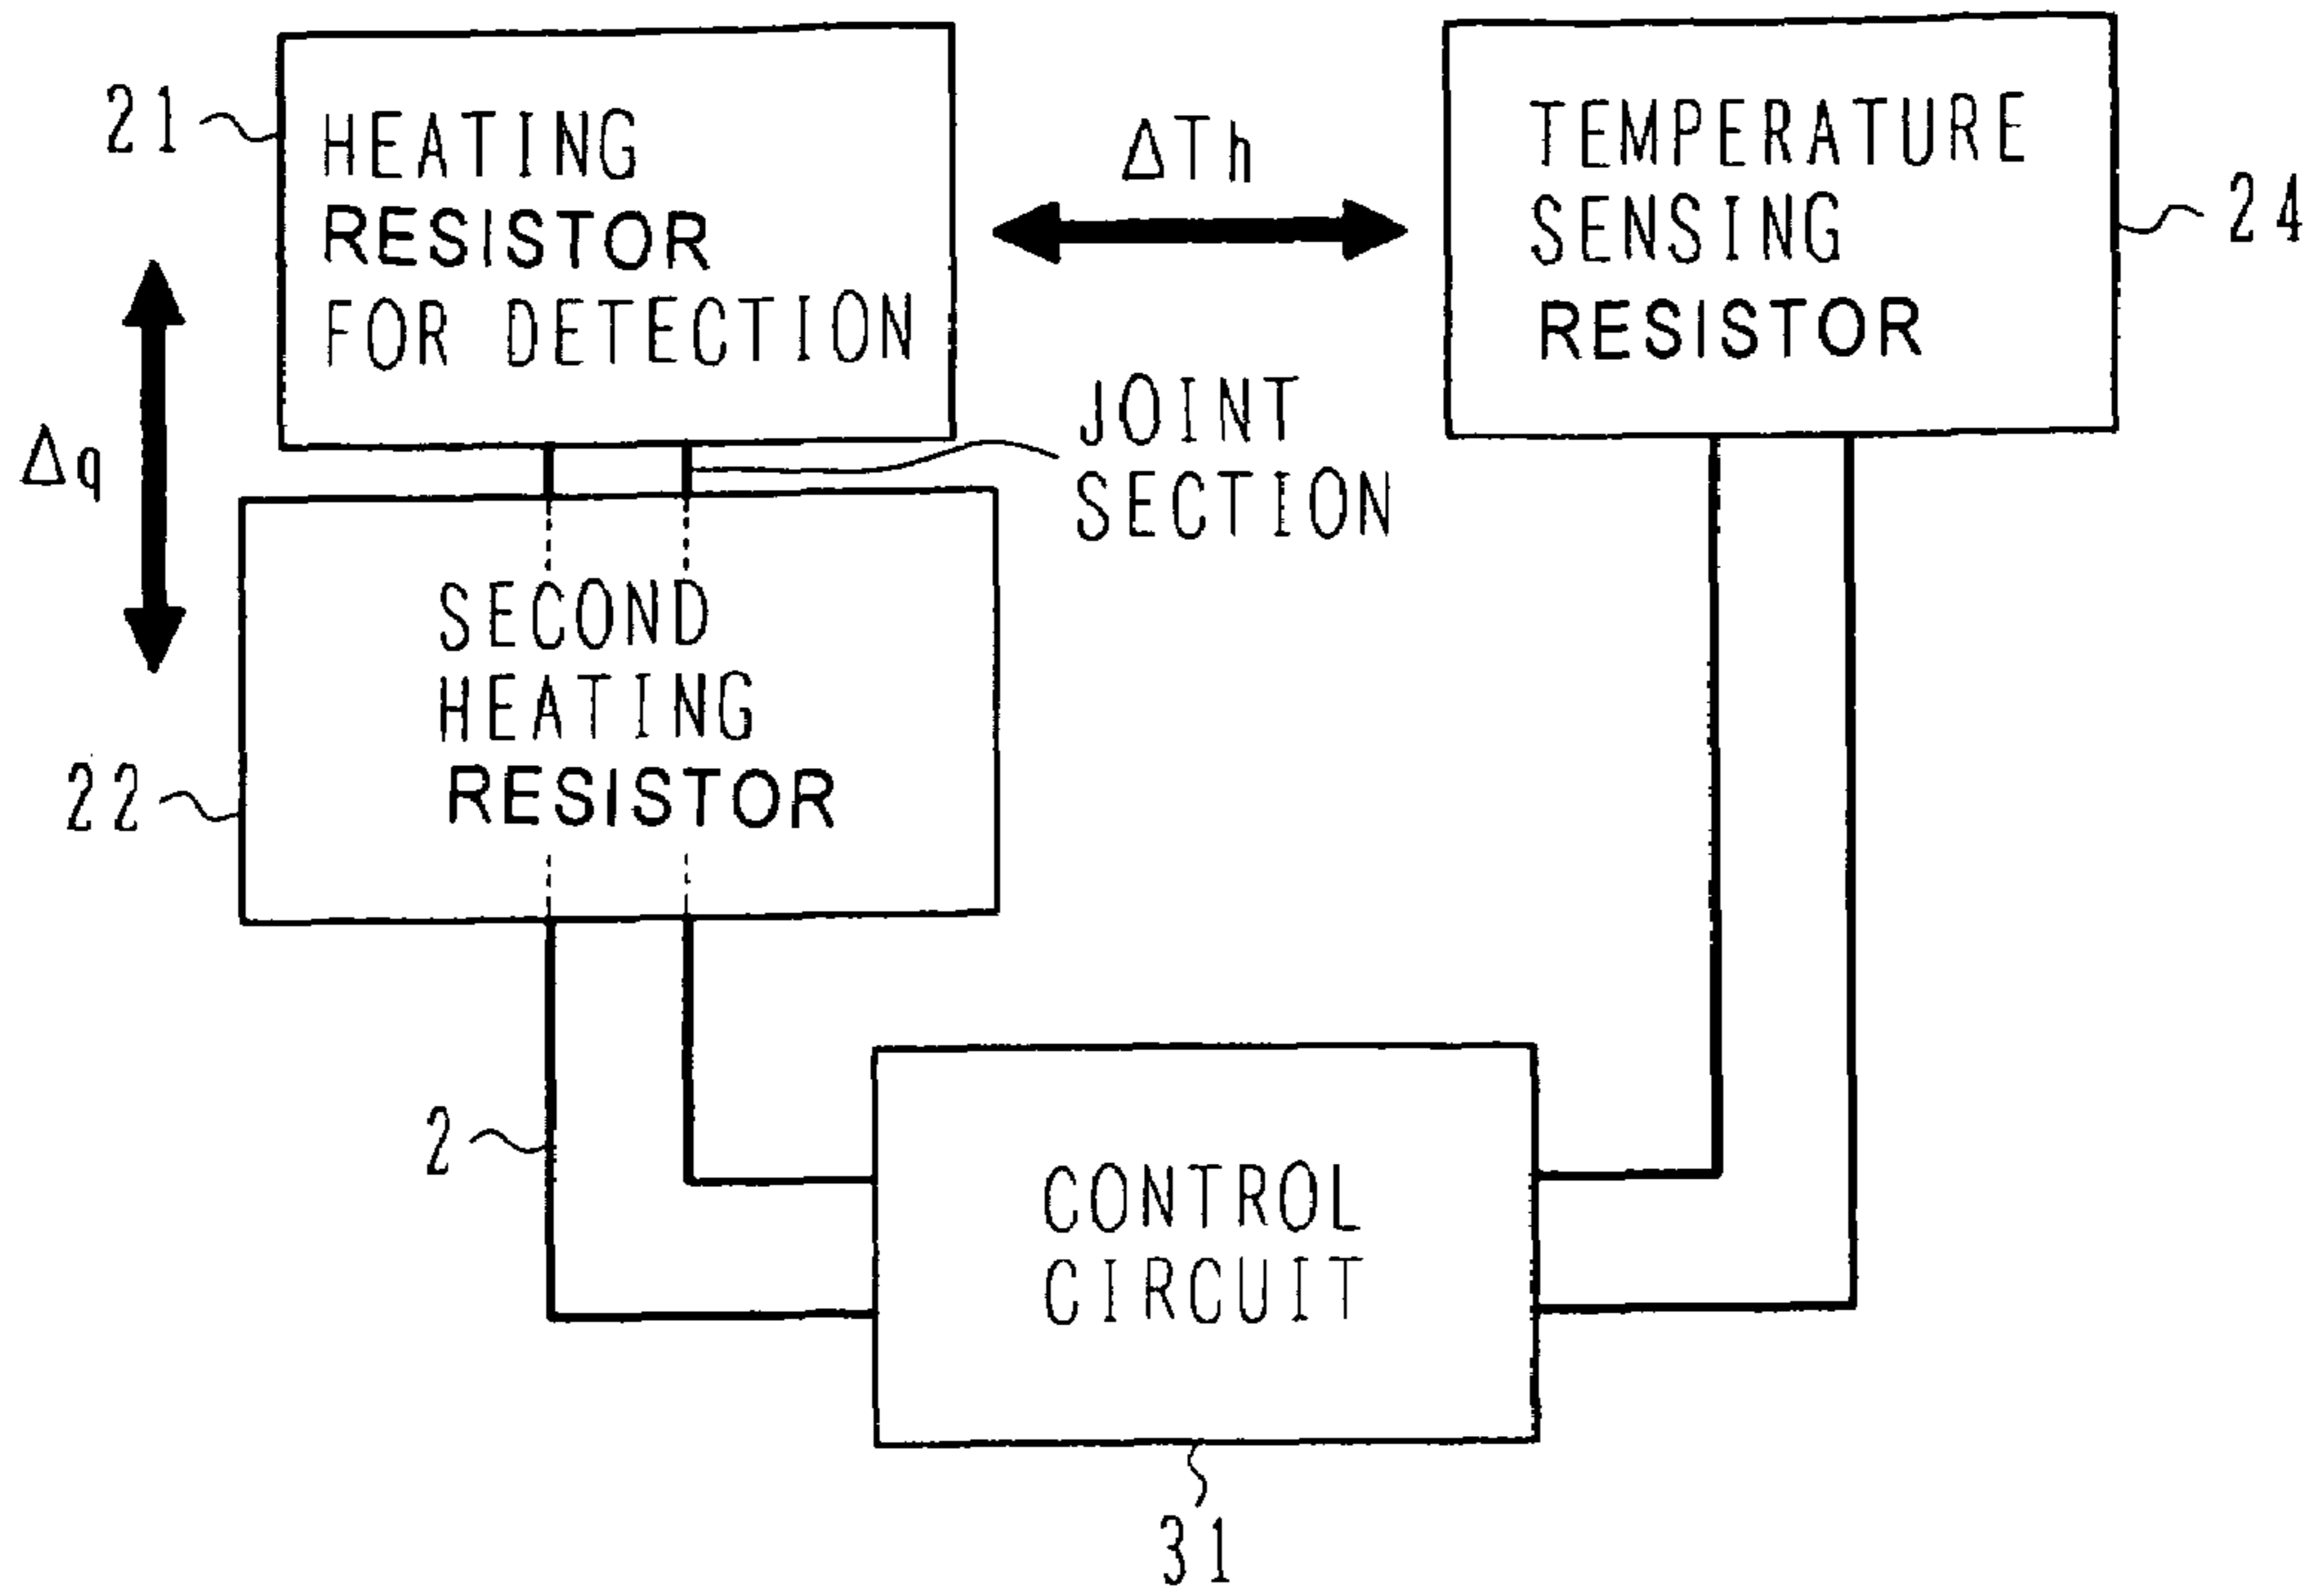 21
HEATING
RESISTOR
FOR DETECTION
ΔTh
TEMPERATURE
SENSING
RESISTOR
24
JOINT
SECTION
Δq
SECOND
HEATING
RESISTOR
22
2
CONTROL
CIRCUIT
31